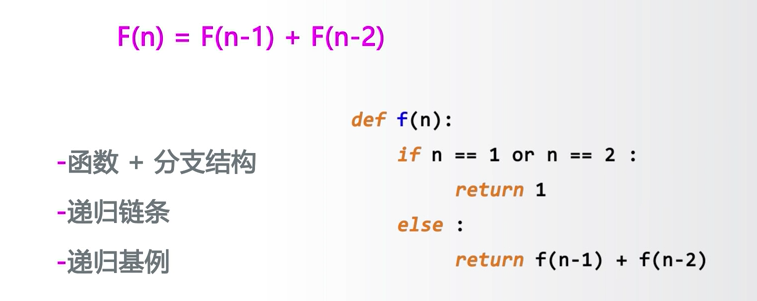 F(n) = F(n-1) + F(n-2)
-函数 + 分支结构
-递归链条
-递归基例
def f(n):
    if n == 1 or n == 2 :
        return 1
    else :
        return f(n-1) + f(n-2)